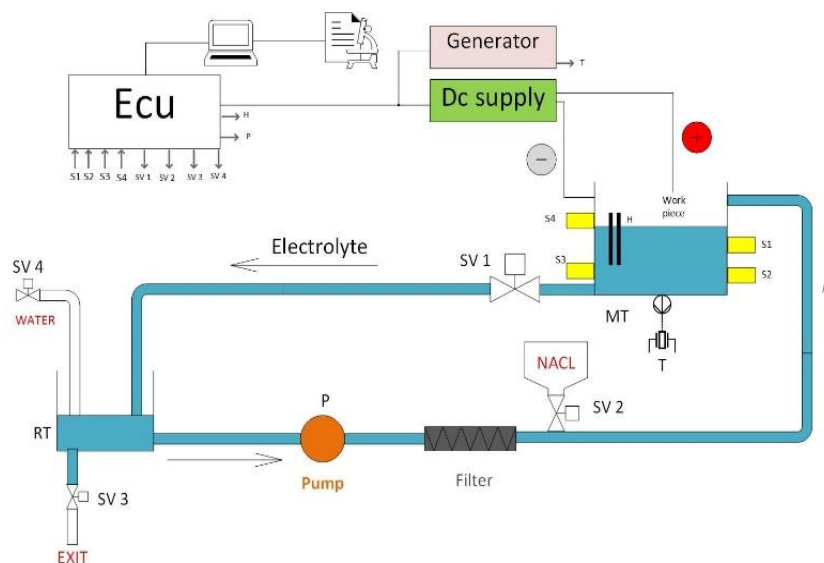 Generator
T
Ecu
Dc supply
H
P
S1 S2 S3 S4 SV 1 SV 2 SV 3 SV 4
−
+
Work
piece
S4
H
S1
S3
S2
Electrolyte
SV 1
SV 4
WATER
MT
T
NACL
SV 2
P
RT
Pump
Filter
SV 3
EXIT